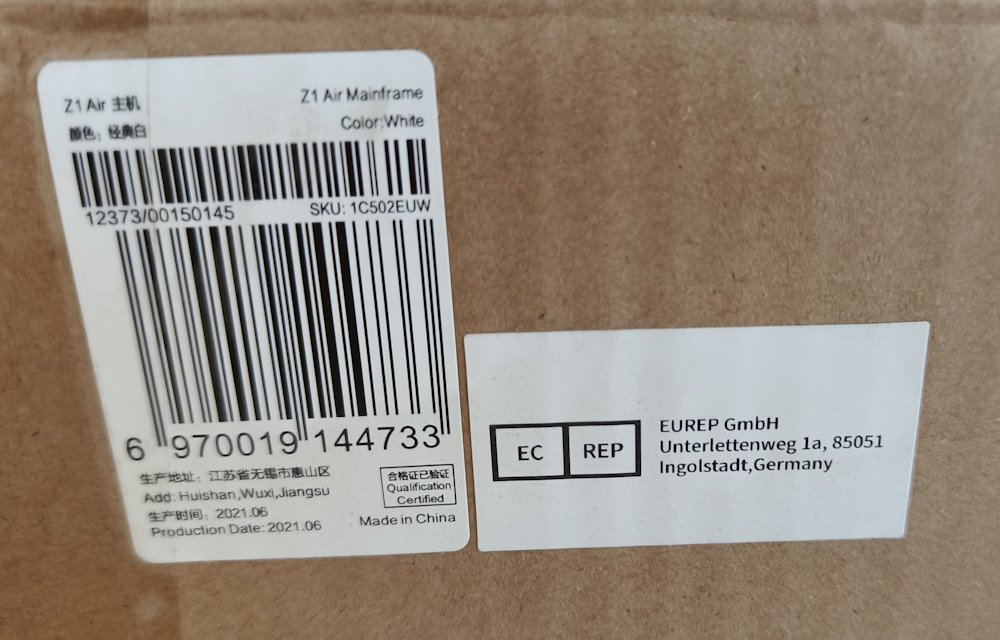 Z1 Air 主机
Z1 Air Mainframe
颜色：经典白
Color:White
12373/00150145
SKU: 1C502EUW
6 970019 144733
生产地址：江苏省无锡市惠山区
Add: Huishan,Wuxi,Jiangsu
生产时间：2021.06
Production Date: 2021.06
合格证已验证
Qualification
Certified
Made in China
EC REP
EUREP GmbH
Unterlettenweg 1a, 85051
Ingolstadt,Germany